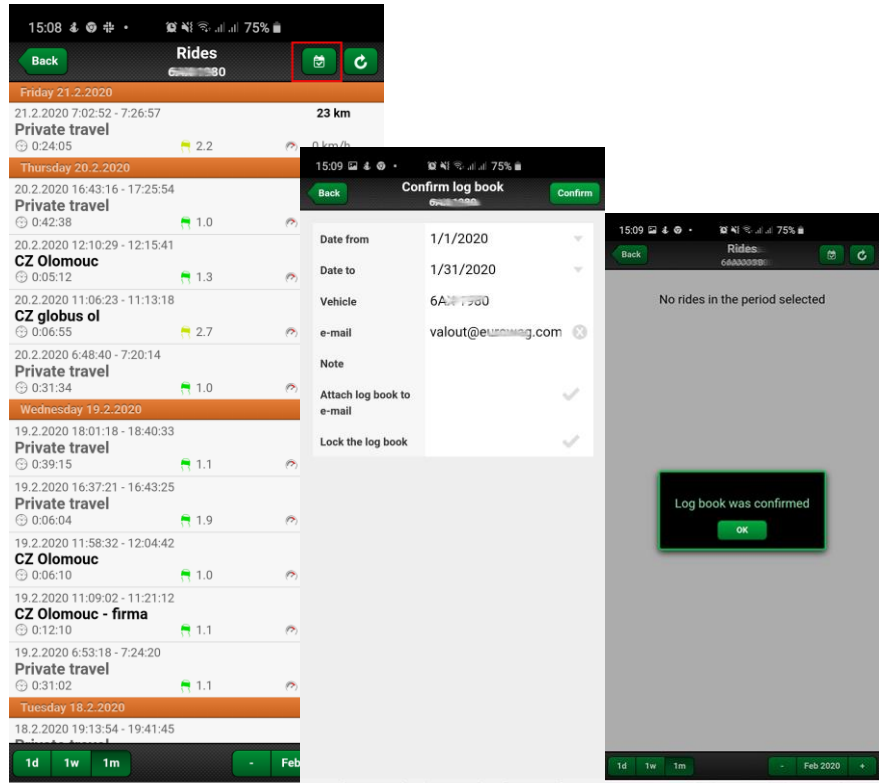 15:08 75%
Back
Rides
80
Friday 21.2.2020
21.2.2020 7:02:52 - 7:26:57
23 km
Private travel
0:24:05 2.2 0 km/h
Thursday 20.2.2020
20.2.2020 16:43:16 - 17:25:54
Private travel
0:42:38 1.0
20.2.2020 12:10:29 - 12:15:41
CZ Olomouc
0:05:12 1.3
20.2.2020 11:06:23 - 11:13:18
CZ globus ol
0:06:55 2.7
20.2.2020 6:48:40 - 7:20:14
Private travel
0:31:34 1.0
Wednesday 19.2.2020
19.2.2020 18:01:18 - 18:40:33
Private travel
0:39:15 1.1
19.2.2020 16:37:21 - 16:43:25
Private travel
0:06:04 1.9
19.2.2020 11:58:32 - 12:04:42
CZ Olomouc
0:06:10 1.0
19.2.2020 11:09:02 - 11:21:12
CZ Olomouc - firma
0:12:10 1.1
19.2.2020 6:53:18 - 7:24:20
Private travel
0:31:02 1.1
Tuesday 18.2.2020
18.2.2020 19:13:54 - 19:41:45
Private travel
1d 1w 1m - Feb
15:09 75%
Back
Confirm log book
Confirm
Date from 1/1/2020
Date to 1/31/2020
Vehicle
e-mail
Note
Attach log book to
e-mail
Lock the log book
15:09 75%
Back
Rides
No rides in the period selected
Log book was confirmed
OK
1d 1w 1m - Feb 2020 +